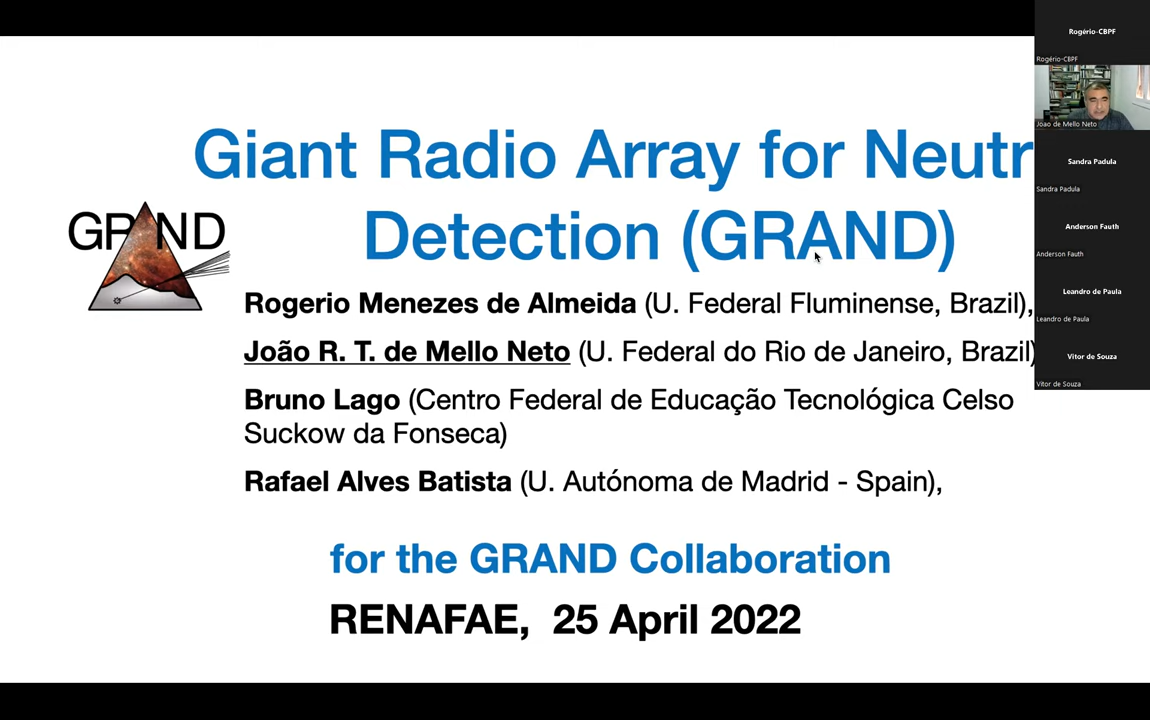 Giant Radio Array for Neutr
Detection (GRAND)
GRAND
Rogerio Menezes de Almeida (U. Federal Fluminense, Brazil),
João R. T. de Mello Neto (U. Federal do Rio de Janeiro, Brazil)
Bruno Lago (Centro Federal de Educação Tecnológica Celso
Suckow da Fonseca)
Rafael Alves Batista (U. Autónoma de Madrid - Spain),
for the GRAND Collaboration
RENAFAE, 25 April 2022
Rogério-CBPF
Rogério-CBPF
Joao de Mello Neto
Sandra Padula
Sandra Padula
Anderson Fauth
Anderson Fauth
Leandro de Paula
Leandro de Paula
Vitor de Souza
Vitor de Souza